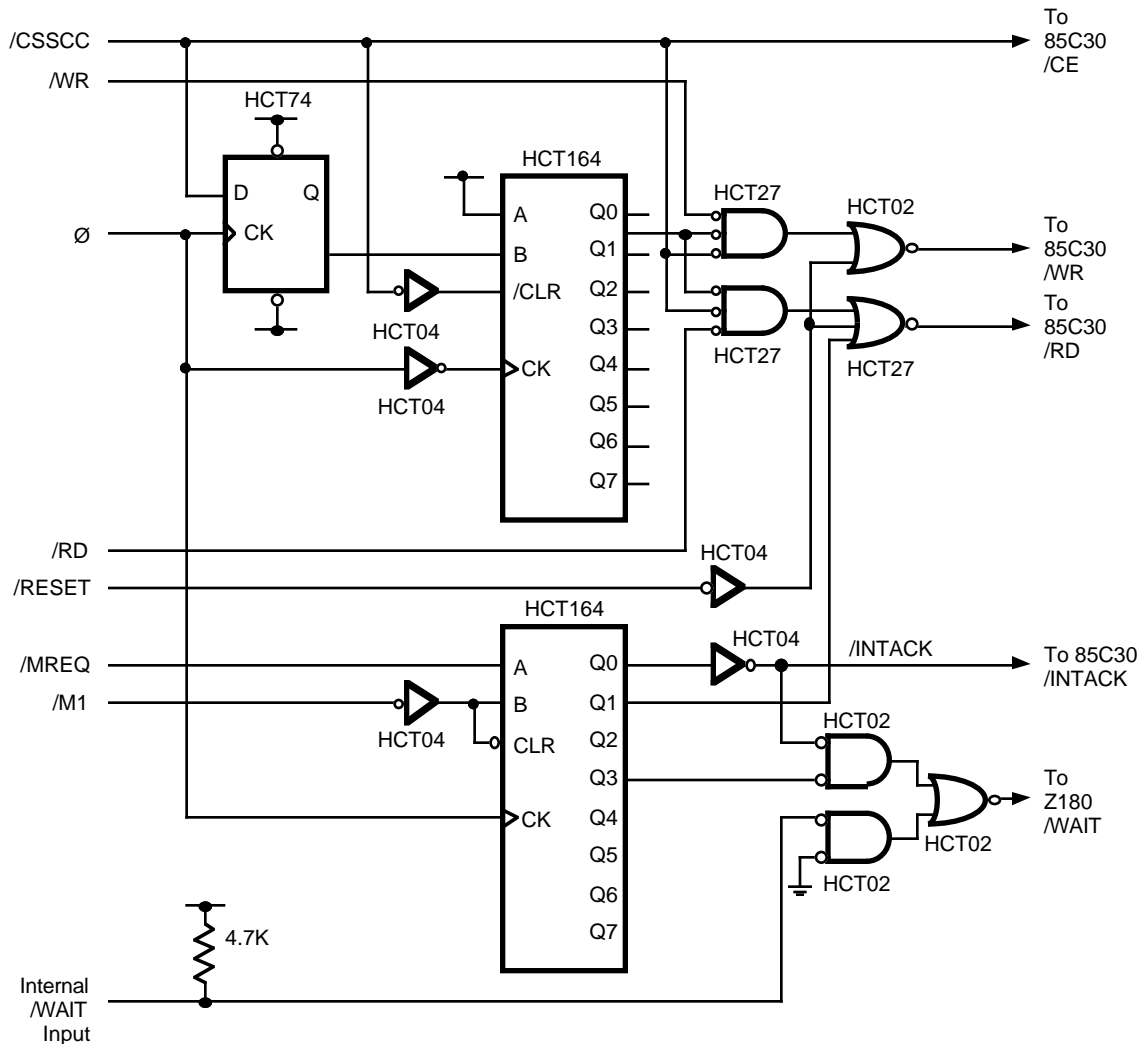 To
/CSSCC
85C30
/CE
/WR
HCT74
HCT164
HCT27
HCT02
D
Q
Ø
CK
A
B
/CLR
CK
Q0
Q1
Q2
Q3
Q4
Q5
Q6
Q7
HCT04
HCT04
To
85C30
/WR
To
85C30
/RD
HCT27
HCT27
/RD
/RESET
HCT04
HCT164
/MREQ
/M1
HCT04
A
B
CLR
CK
Q0
Q1
Q2
Q3
Q4
Q5
Q6
Q7
HCT04
/INTACK
To 85C30
/INTACK
HCT02
To
Z180
/WAIT
HCT02
HCT02
4.7K
Internal
/WAIT
Input